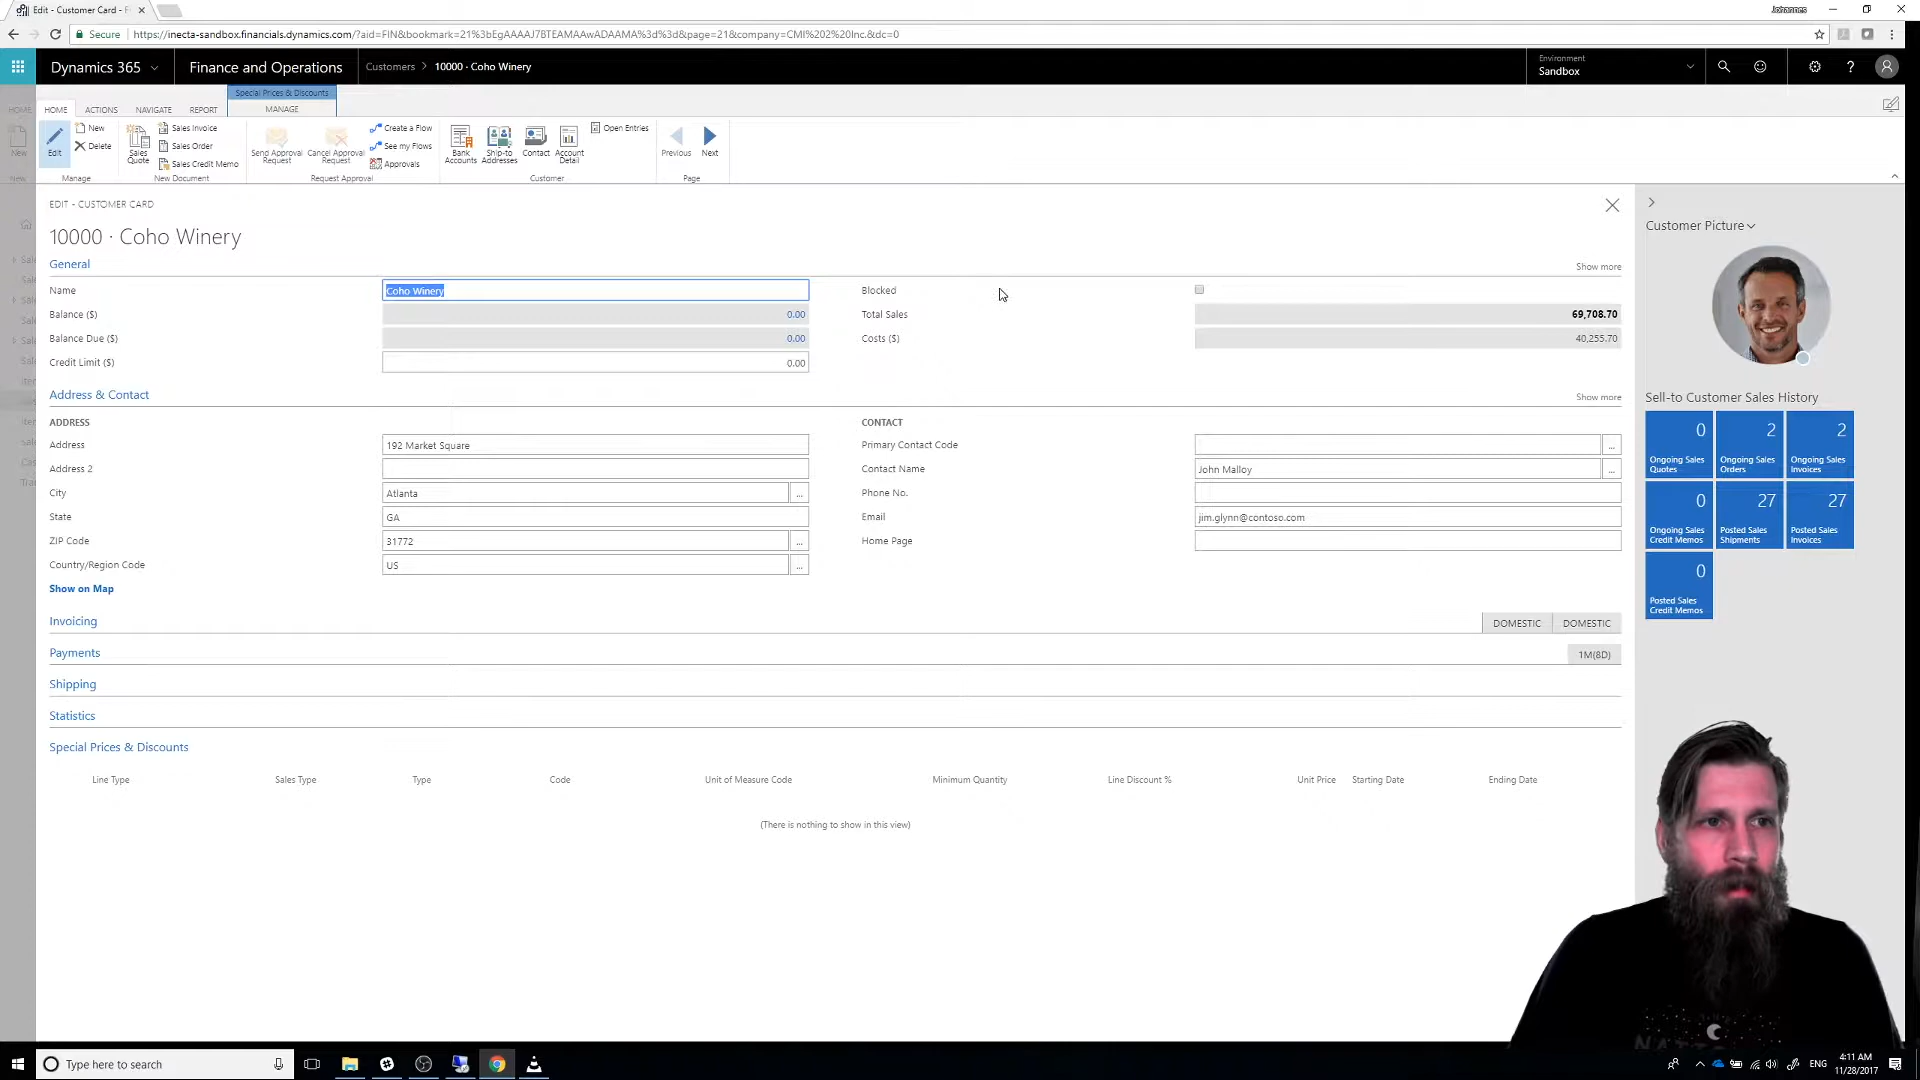 Edit - Customer Card - F
Johannes
Secure
https://inecta-sandbox.financials.dynamics.com/?aid=FIN&bookmark=21%3bEgAAAAJ7BTEAMAAwADAAMA%3d%3d&page=21&company=CMI%202%20Inc.&dc=0
Dynamics 365
Finance and Operations
Customers > 10000 · Coho Winery
Environment
Sandbox
Special Prices & Discounts
HOME
HOME
ACTIONS
NAVIGATE
REPORT
MANAGE
New
New
Edit
New
Delete
Manage
Sales Quote
Sales Invoice
Sales Order
Sales Credit Memo
New Document
Send Approval Request
Cancel Approval Request
Create a Flow
See my Flows
Approvals
Request Approval
Bank Accounts
Ship-to Addresses
Contact
Account Detail
Open Entries
Customer
Previous
Next
Page
EDIT - CUSTOMER CARD
10000 · Coho Winery
General
Show more
Name
Coho Winery
Balance ($)
0.00
Balance Due ($)
0.00
Credit Limit ($)
0.00
Blocked
Total Sales
69,708.70
Costs ($)
40,255.70
Address & Contact
Show more
ADDRESS
Address
192 Market Square
Address 2
City
Atlanta
...
State
GA
ZIP Code
31772
...
Country/Region Code
US
...
Show on Map
CONTACT
Primary Contact Code
...
Contact Name
John Malloy
...
Phone No.
Email
jim.glynn@contoso.com
Home Page
Invoicing
DOMESTIC
DOMESTIC
Payments
1M(8D)
Shipping
Statistics
Special Prices & Discounts
Line Type
Sales Type
Type
Code
Unit of Measure Code
Minimum Quantity
Line Discount %
Unit Price
Starting Date
Ending Date
(There is nothing to show in this view)
Customer Picture
Sell-to Customer Sales History
0
Ongoing Sales
Quotes
2
Ongoing Sales
Orders
2
Ongoing Sales
Invoices
0
Ongoing Sales
Credit Memos
27
Posted Sales
Shipments
27
Posted Sales
Invoices
0
Posted Sales
Credit Memos
Type here to search
ENG
4:11 AM
11/28/2017